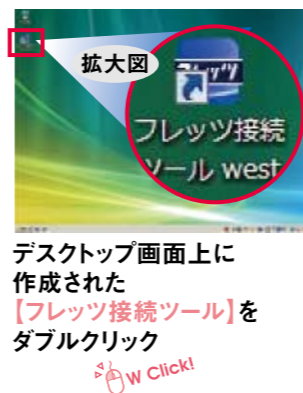 拡大図
フレッツ
フレッツ接続
ツール west
デスクトップ画面上に
作成された
【フレッツ接続ツール】を
ダブルクリック
W Click!